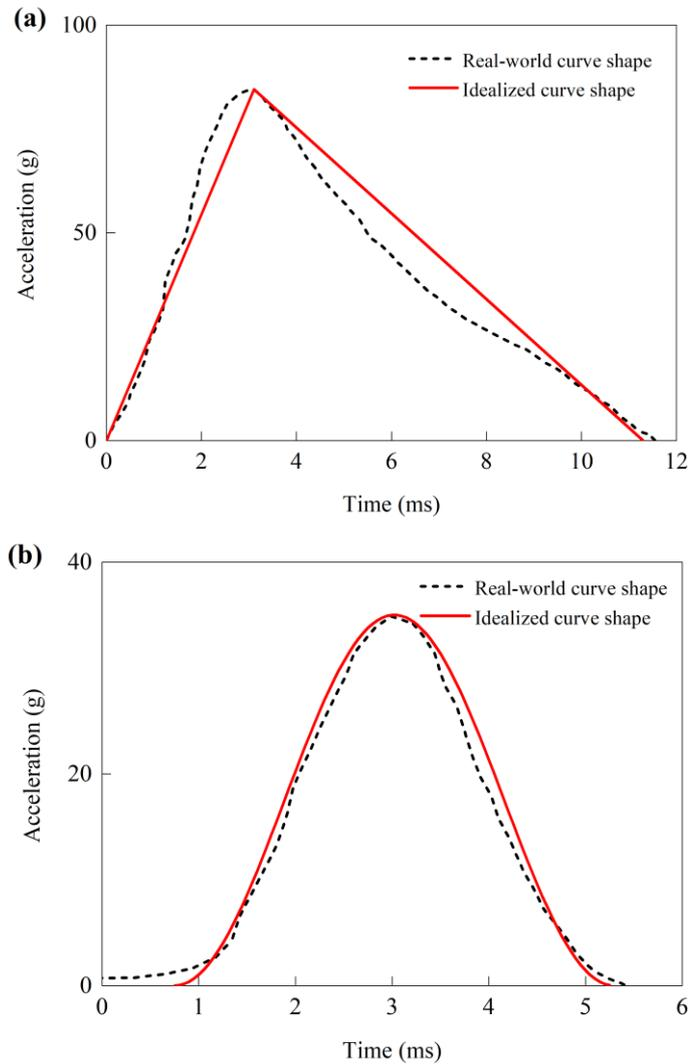 (a)
100
Real-world curve shape
Idealized curve shape
Acceleration (g)
50
0
0 2 4 6 8 10 12
Time (ms)
(b)
40
Real-world curve shape
Idealized curve shape
Acceleration (g)
20
0
0 1 2 3 4 5 6
Time (ms)